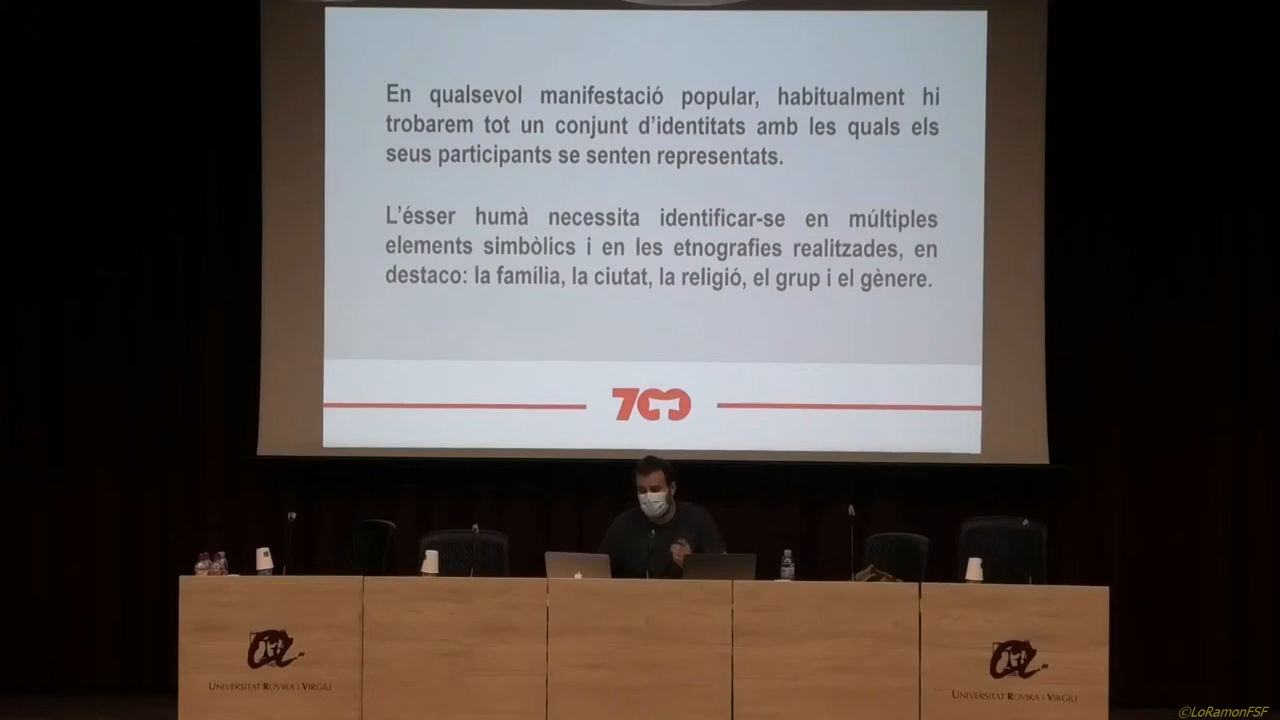 En qualsevol manifestació popular, habitualment hi
trobarem tot un conjunt d'identitats amb les quals els
seus participants se senten representats.
L'ésser humà necessita identificar-se en múltiples
elements simbòlics i en les etnografies realitzades, en
destaco: la família, la ciutat, la religió, el grup i el gènere.
700
UNIVERSITAT ROVIRA I VIRGILI
UNIVERSITAT ROVIRA I VIRGILI
©LoRamonFSF